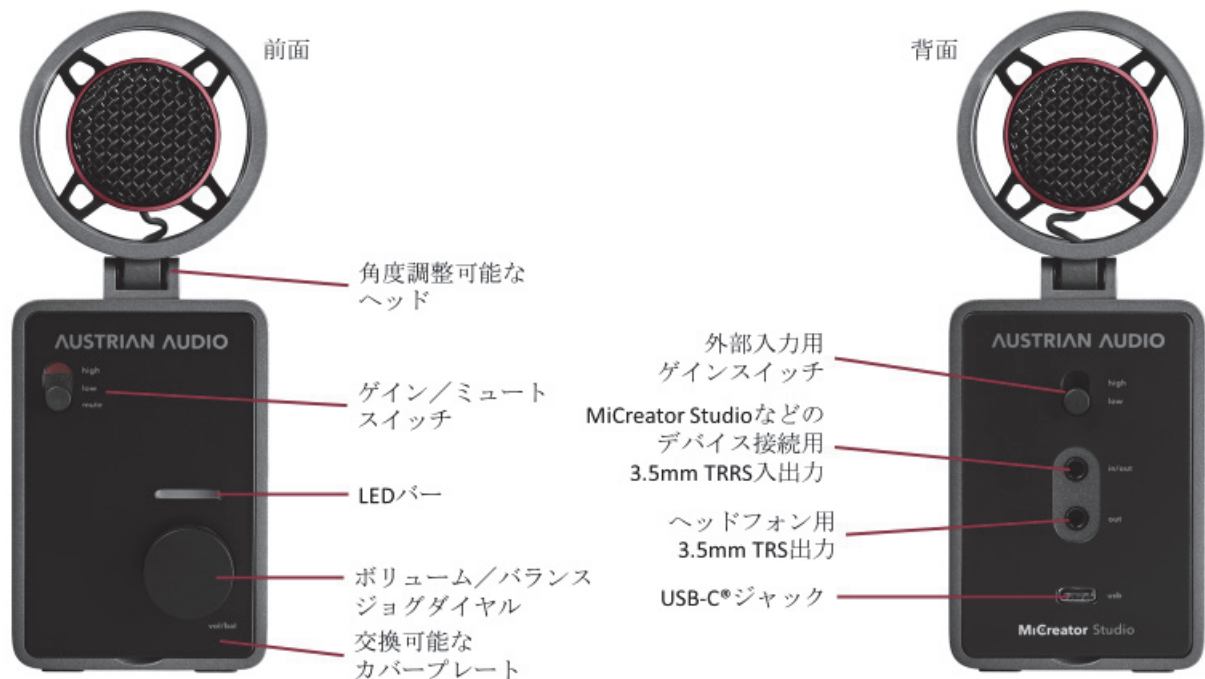 前面
角度調整可能な
ヘッド
AUSTRIAN AUDIO
high
low
mute
ゲイン／ミュート
スイッチ
LEDバー
ボリューム／バランス
ジョグダイヤル
vol/bal
交換可能な
カバープレート
背面
AUSTRIAN AUDIO
外部入力用
ゲインスイッチ
high
low
MiCreator Studioなどの
デバイス接続用
3.5mm TRRS入出力
in/out
ヘッドフォン用
3.5mm TRS出力
out
USB-C®ジャック
usb
MiCreator Studio